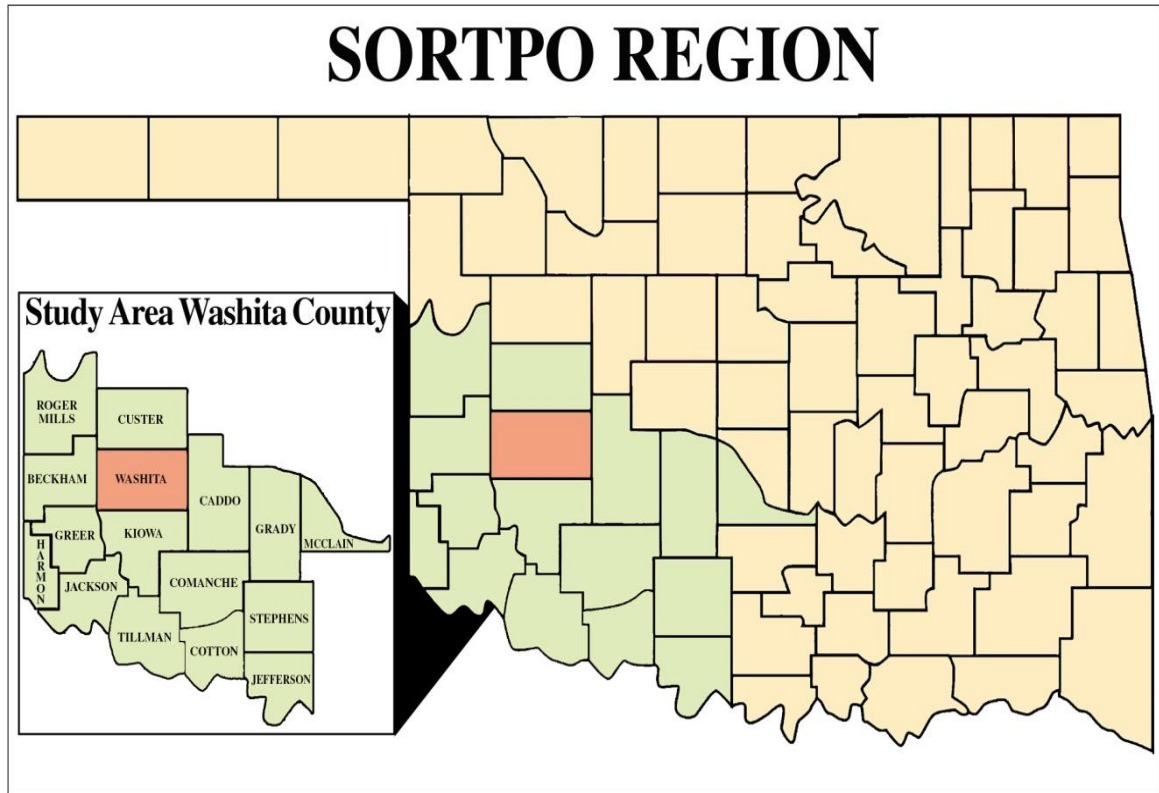 SORTPO REGION
Study Area Washita County
ROGER
MILLS
CUSTER
BECKHAM
WASHITA
CADDO
GREER
KIOWA
GRADY
MCCLAIN
HARMON
JACKSON
COMANCHE
STEPHENS
TILLMAN
COTTON
JEFFERSON